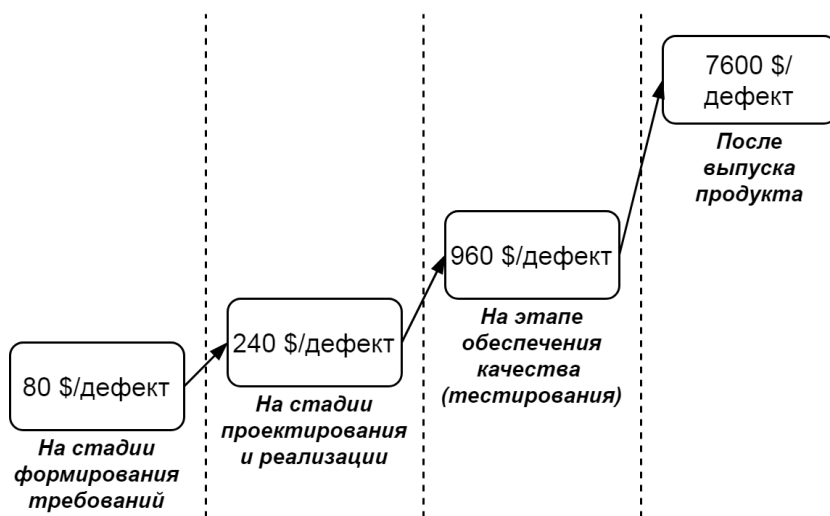 80 $/дефект
На стадии
формирования
требований
240 $/дефект
На стадии
проектирования
и реализации
960 $/дефект
На этапе
обеспечения
качества
(тестирования)
7600 $/
дефект
После
выпуска
продукта